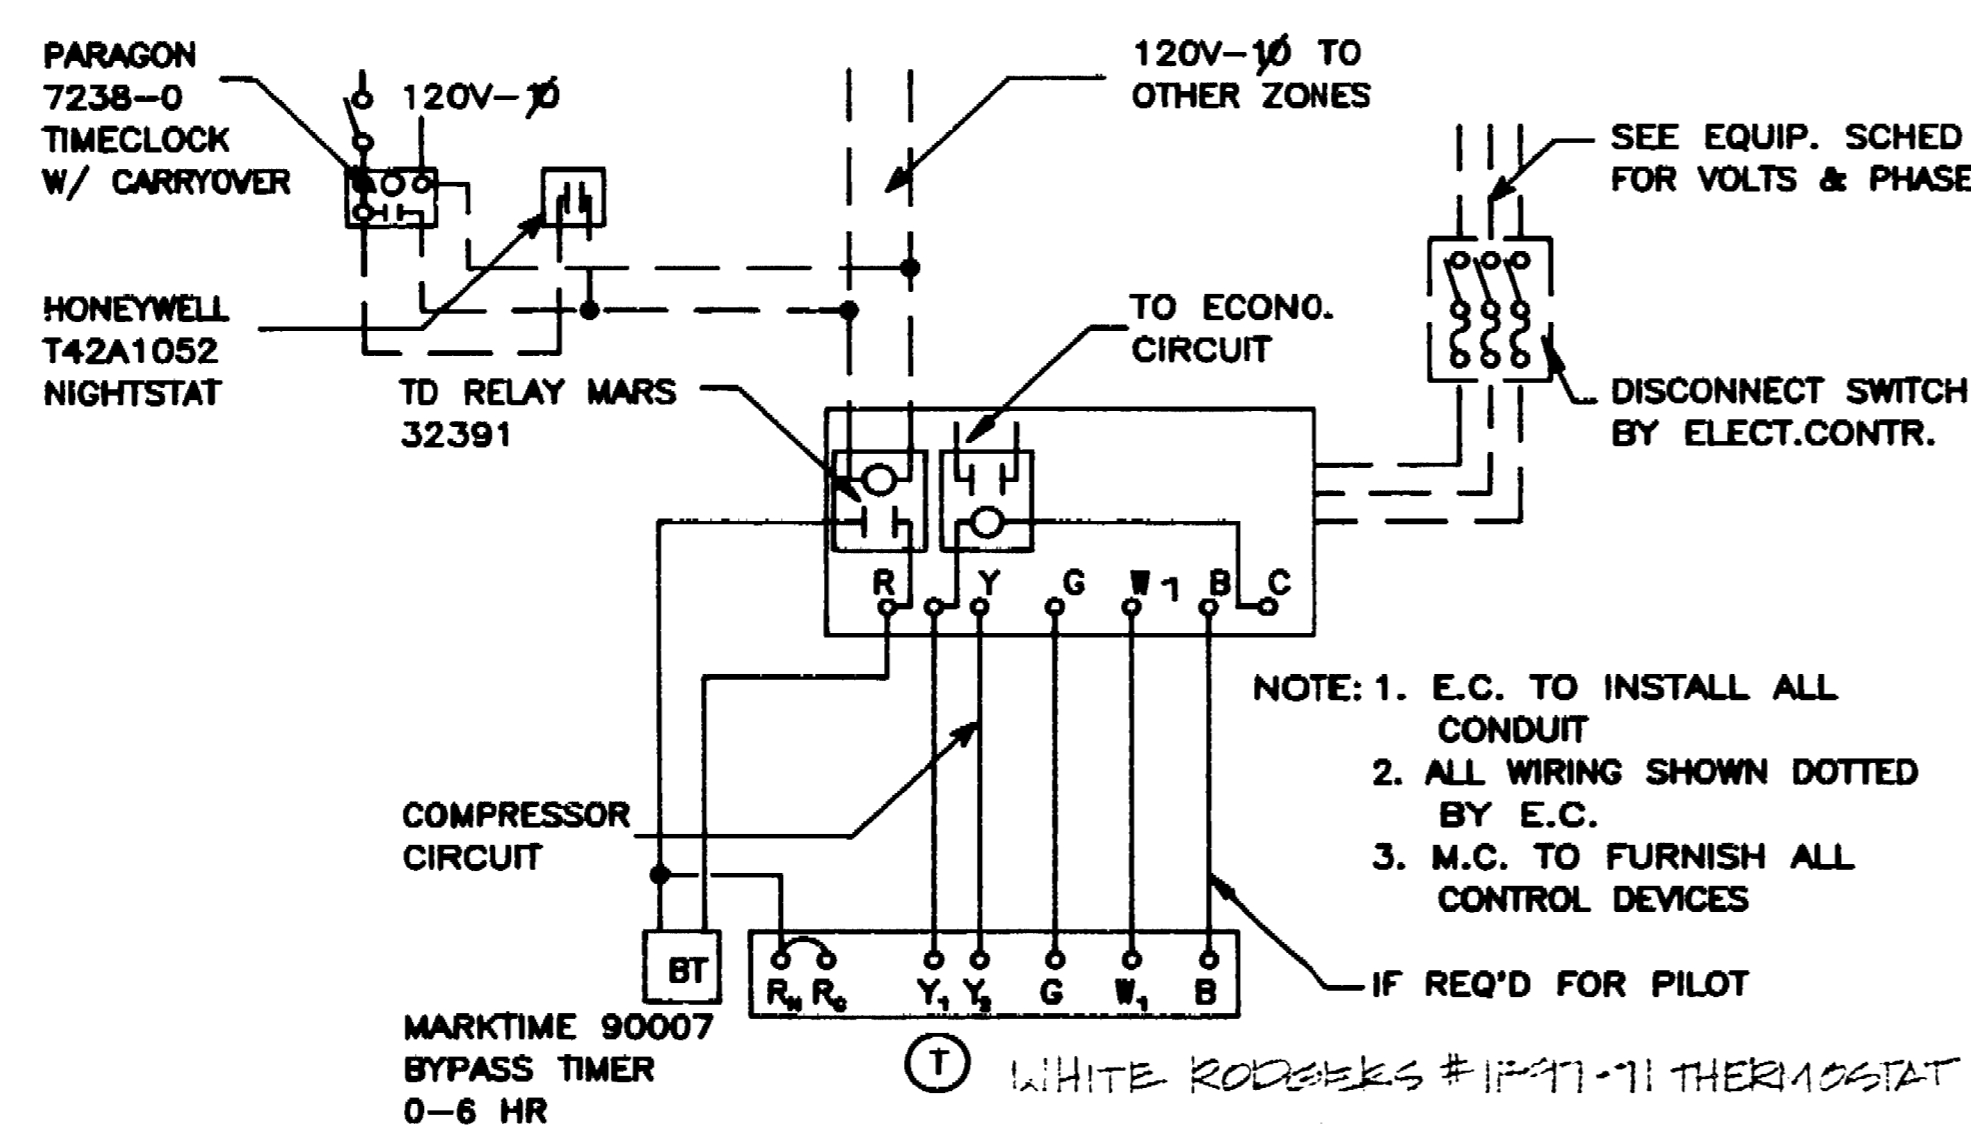 PARAGON
7238-0
TIMECLOCK
W/ CARRYOVER
120V-1Ø
120V-1Ø TO
OTHER ZONES
SEE EQUIP. SCHED
FOR VOLTS & PHASE
HONEYWELL
T42A1052
NIGHTSTAT
TD RELAY MARS
32391
TO ECONO.
CIRCUIT
DISCONNECT SWITCH
BY ELECT.CONTR.
R Y G W1 B C
NOTE: 1. E.C. TO INSTALL ALL
CONDUIT
2. ALL WIRING SHOWN DOTTED
BY E.C.
3. M.C. TO FURNISH ALL
CONTROL DEVICES
COMPRESSOR
CIRCUIT
BT
RH RC Y1 Y2 G W1 B
IF REQ'D FOR PILOT
MARKTIME 90007
BYPASS TIMER
0-6 HR
T WHITE RODGERS # THERMOSTAT